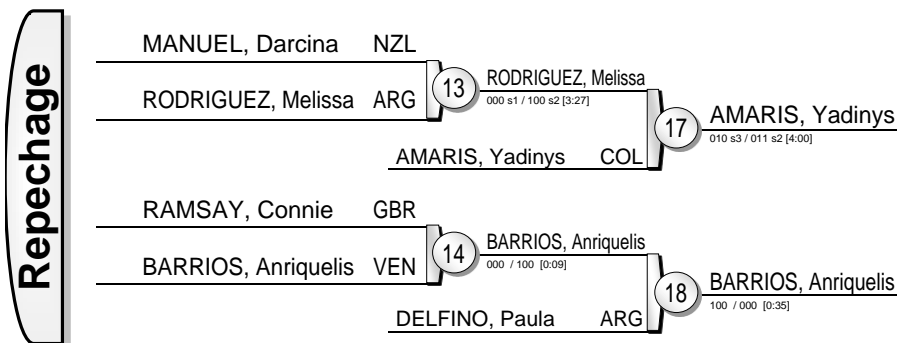 Repechage
MANUEL, Darcina NZL
RODRIGUEZ, Melissa ARG
13
RODRIGUEZ, Melissa
000 s1 / 100 s2 [3:27]
AMARIS, Yadinys COL
17
AMARIS, Yadinys
010 s3 / 011 s2 [4:00]
RAMSAY, Connie GBR
BARRIOS, Anriquelis VEN
14
BARRIOS, Anriquelis
000 / 100 [0:09]
DELFINO, Paula ARG
18
BARRIOS, Anriquelis
100 / 000 [0:35]